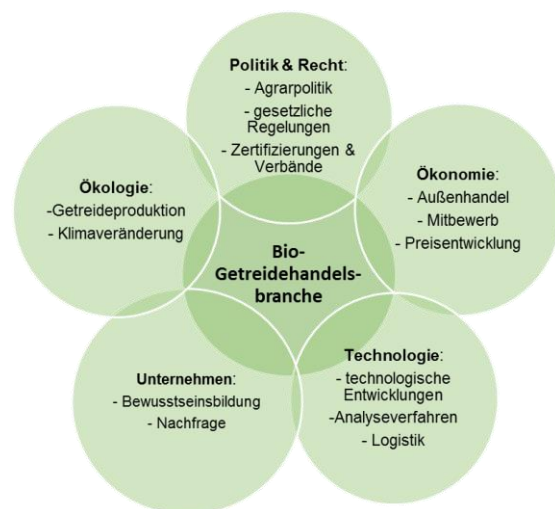 Politik & Recht:
- Agrarpolitik
- gesetzliche
Regelungen
- Zertifizierungen &
Verbände
Ökonomie:
- Außenhandel
- Mitbewerb
- Preisentwicklung
Ökologie:
-Getreideproduktion
- Klimaveränderung
Bio-
Getreidehandels-
branche
Technologie:
- technologische
Entwicklungen
-Analyseverfahren
- Logistik
Unternehmen:
- Bewusstseinsbildung
- Nachfrage